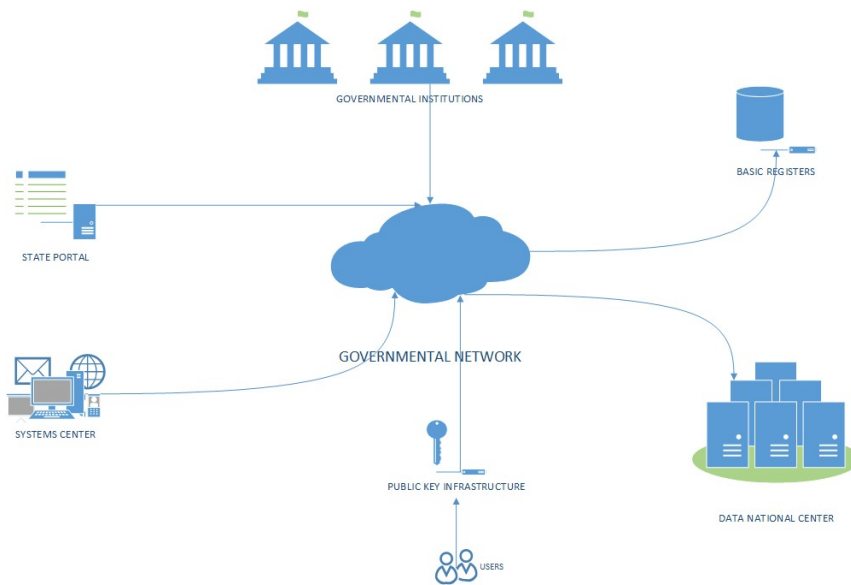 GOVERNMENTAL INSTITUTIONS
BASIC REGISTERS
STATE PORTAL
GOVERNMENTAL NETWORK
SYSTEMS CENTER
PUBLIC KEY INFRASTRUCTURE
DATA NATIONAL CENTER
USERS